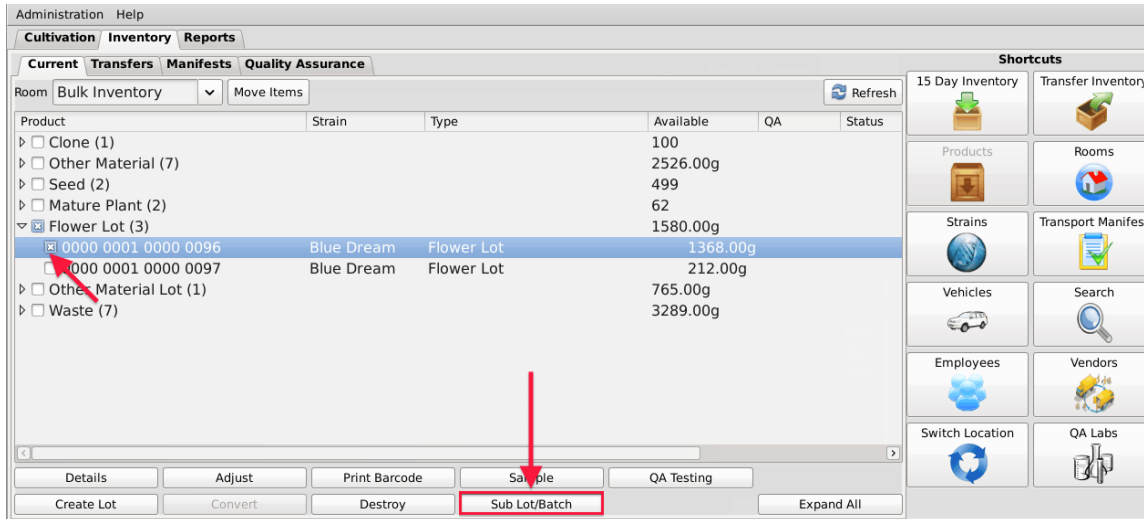 Administration Help
Cultivation Inventory Reports
Current Transfers Manifests Quality Assurance
Shortcuts
Room Bulk Inventory Move Items Refresh
15 Day Inventory Transfer Inventory
Product Strain Type Available QA Status
Clone (1) 100
Other Material (7) 2526.00g
Products Rooms
Seed (2) 499
Mature Plant (2) 62
Flower Lot (3) 1580.00g
Strains Transport Manifes
0000 0001 0000 0096 Blue Dream Flower Lot 1368.00g
0000 0001 0000 0097 Blue Dream Flower Lot 212.00g
Other Material Lot (1) 765.00g
Vehicles Search
Waste (7) 3289.00g
Employees Vendors
Switch Location QA Labs
Details Adjust Print Barcode Sample QA Testing
Create Lot Convert Destroy Sub Lot/Batch Expand All